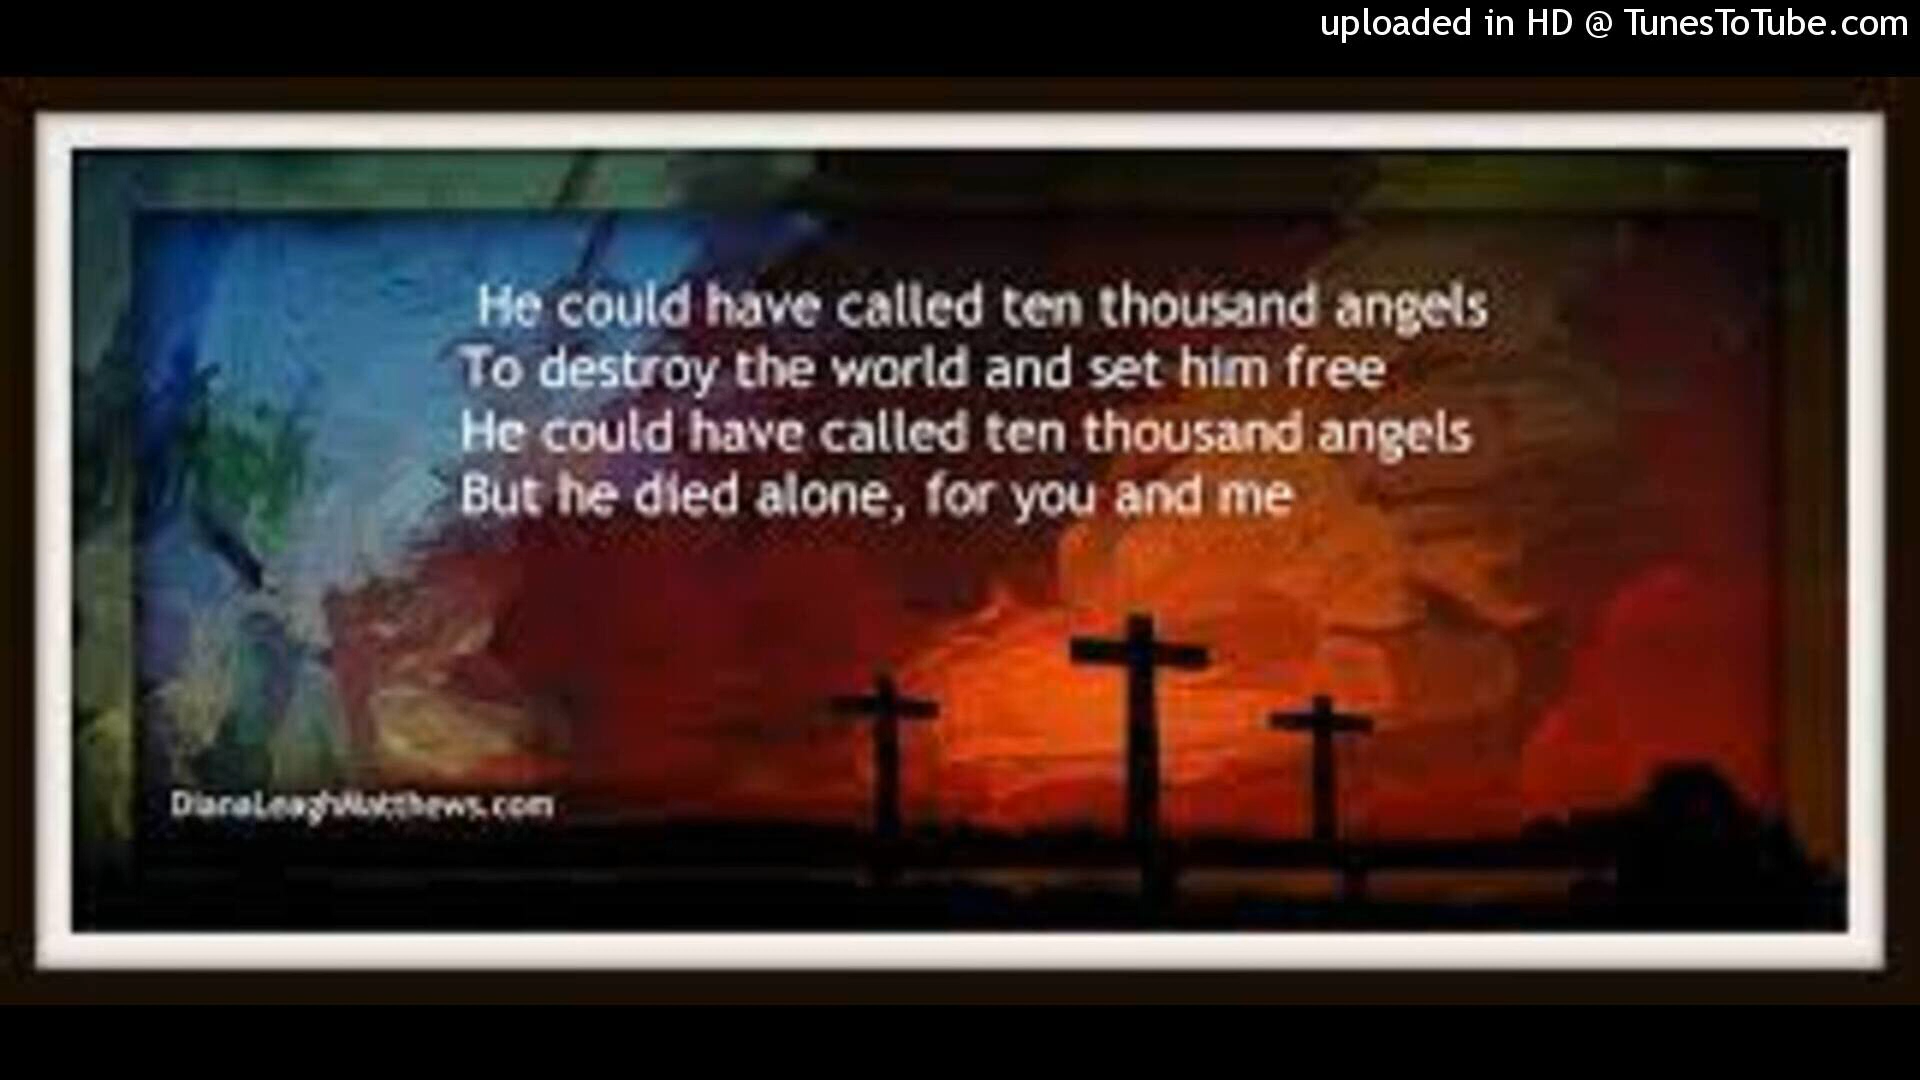 uploaded in HD @ TunesToTube.com
He could have called ten thousand angels
To destroy the world and set him free
He could have called ten thousand angels
But he died alone, for you and me
DianaLeaghMatthews.com